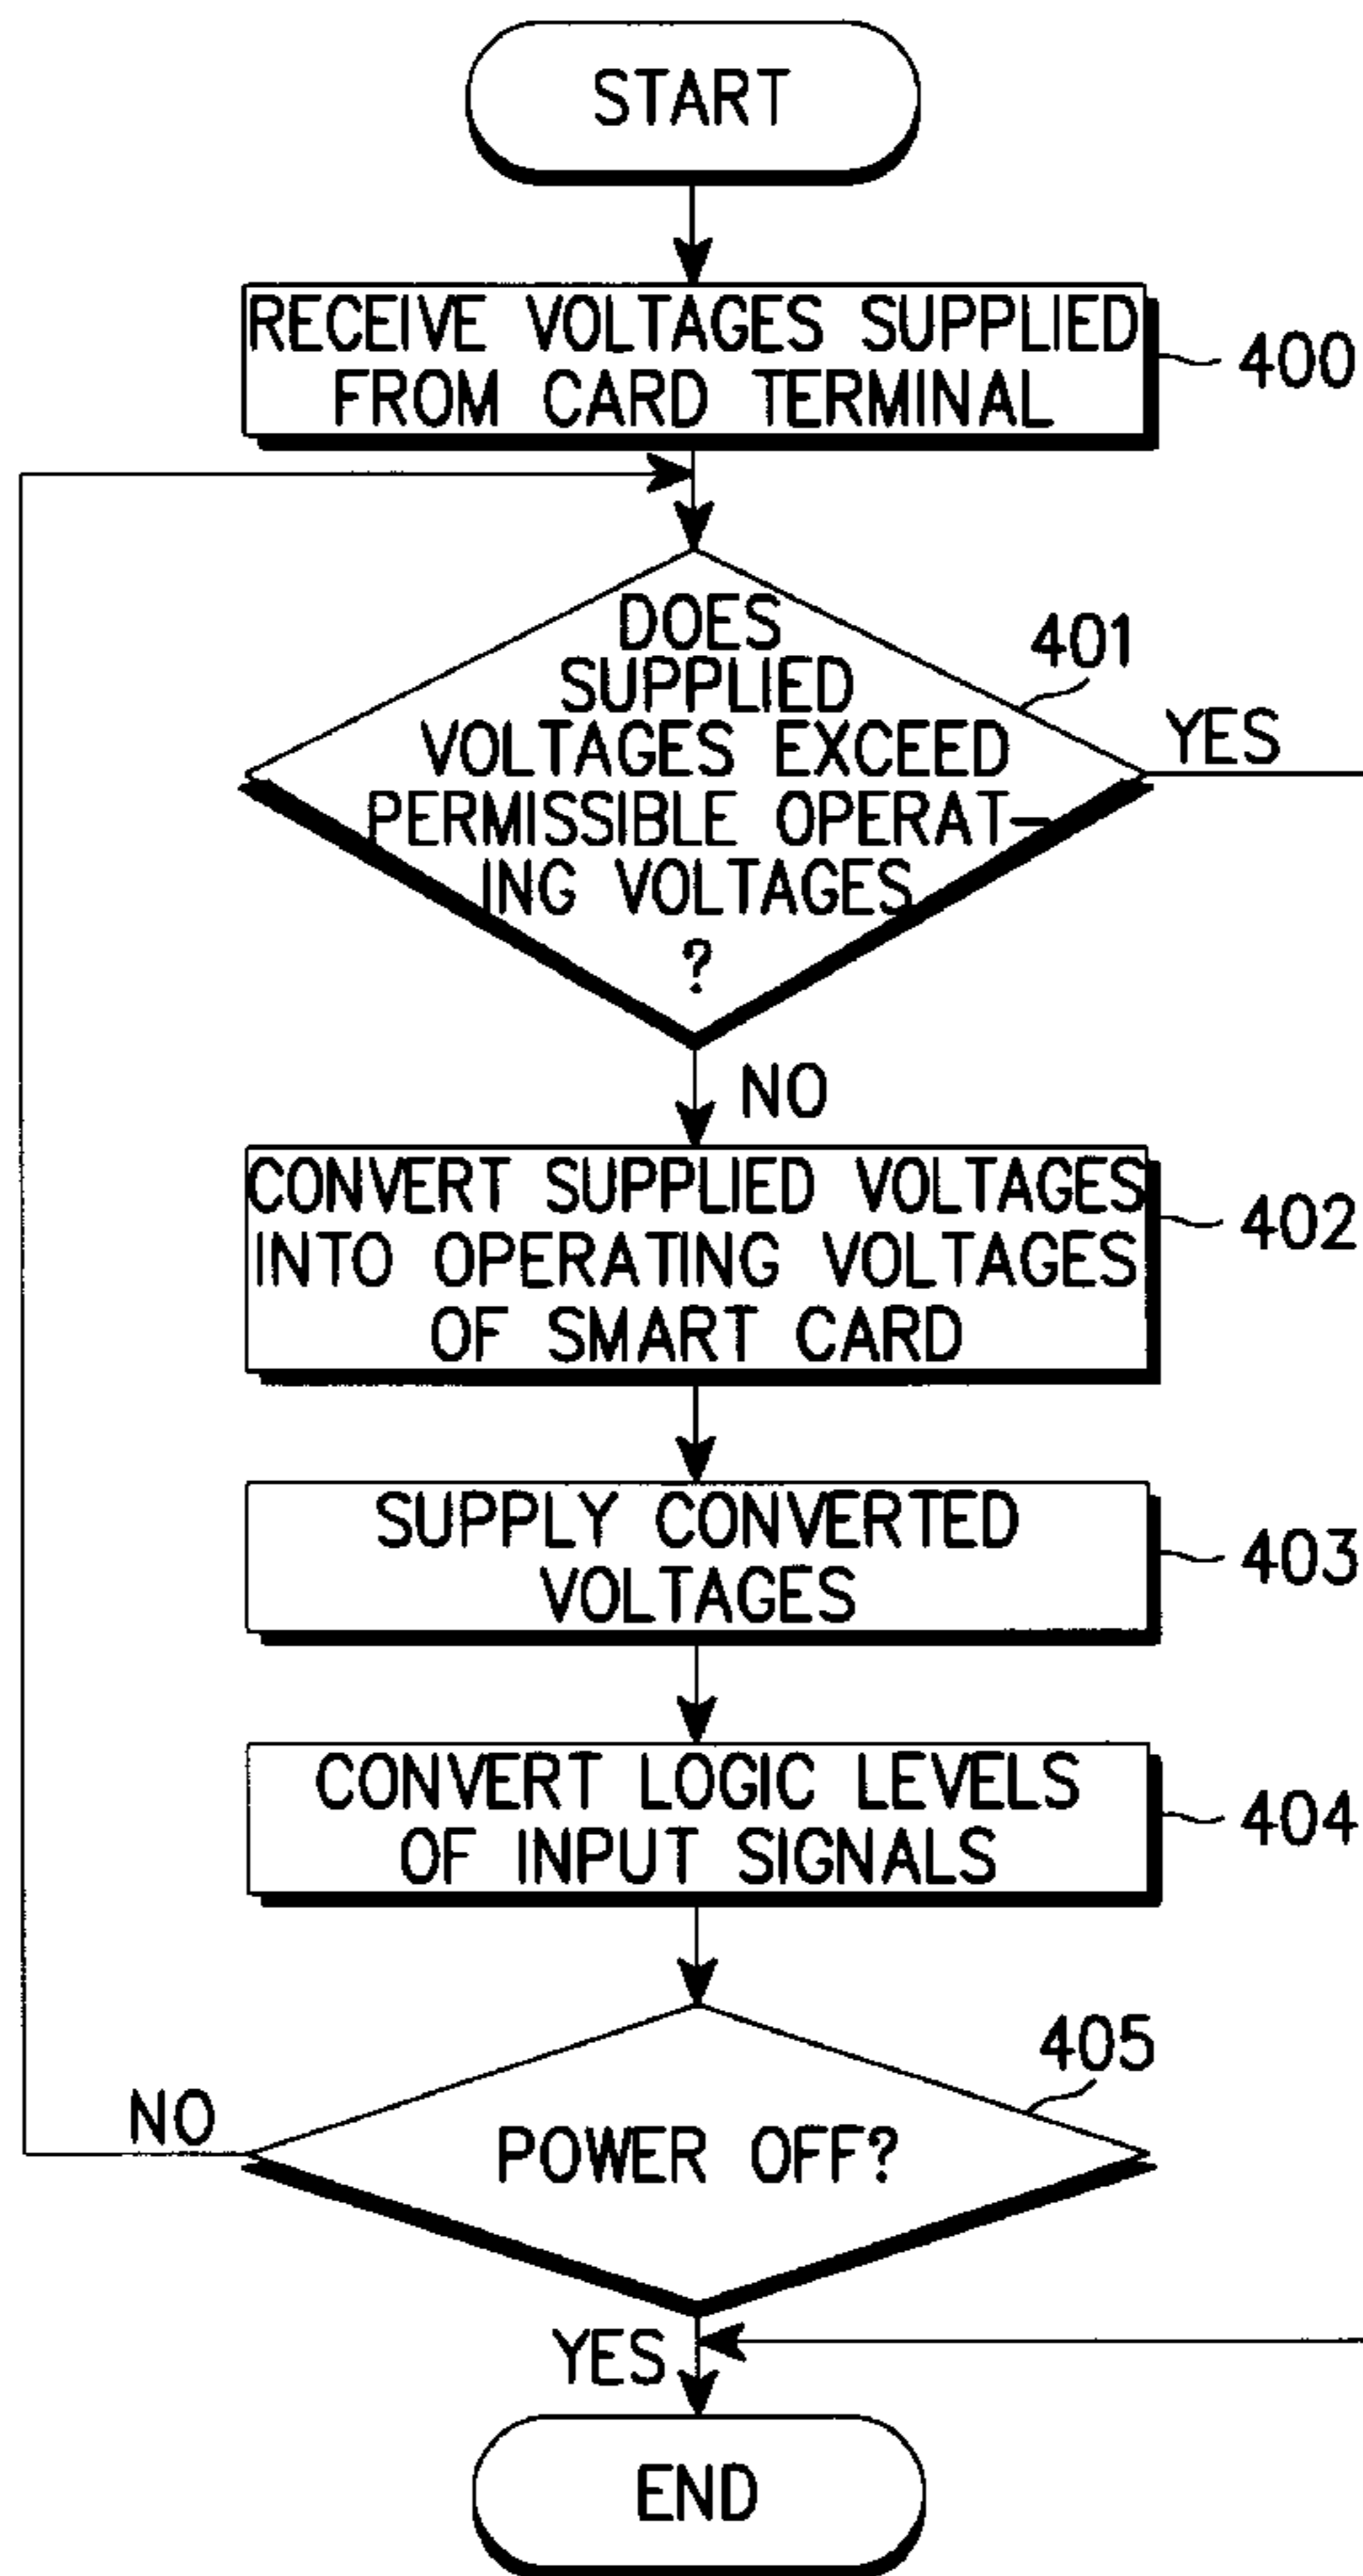 START
RECEIVE VOLTAGES SUPPLIED
FROM CARD TERMINAL
400
DOES
SUPPLIED
VOLTAGES EXCEED
PERMISSIBLE OPERAT-
ING VOLTAGES
?
401
YES
NO
CONVERT SUPPLIED VOLTAGES
INTO OPERATING VOLTAGES
OF SMART CARD
402
SUPPLY CONVERTED
VOLTAGES
403
CONVERT LOGIC LEVELS
OF INPUT SIGNALS
404
405
NO
POWER OFF?
YES
END